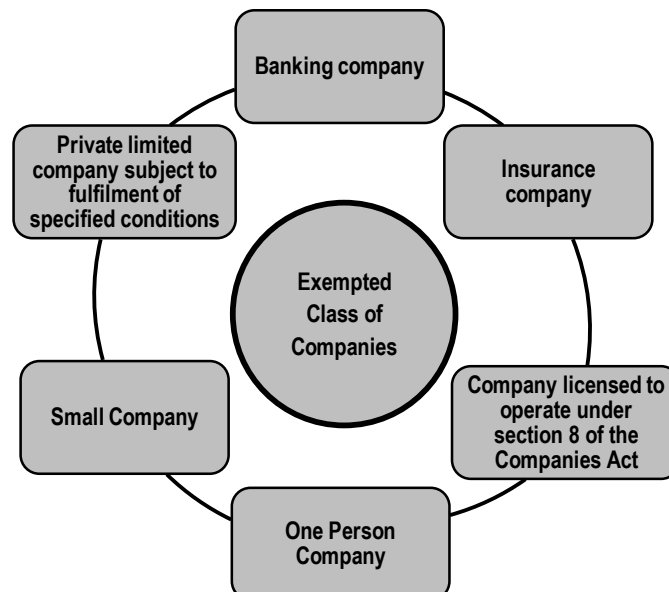 Banking company
Private limited
company subject to
fulfilment of
specified conditions
Insurance
company
Exempted
Class of
Companies
Small Company
Company licensed to
operate under
section 8 of the
Companies Act
One Person
Company